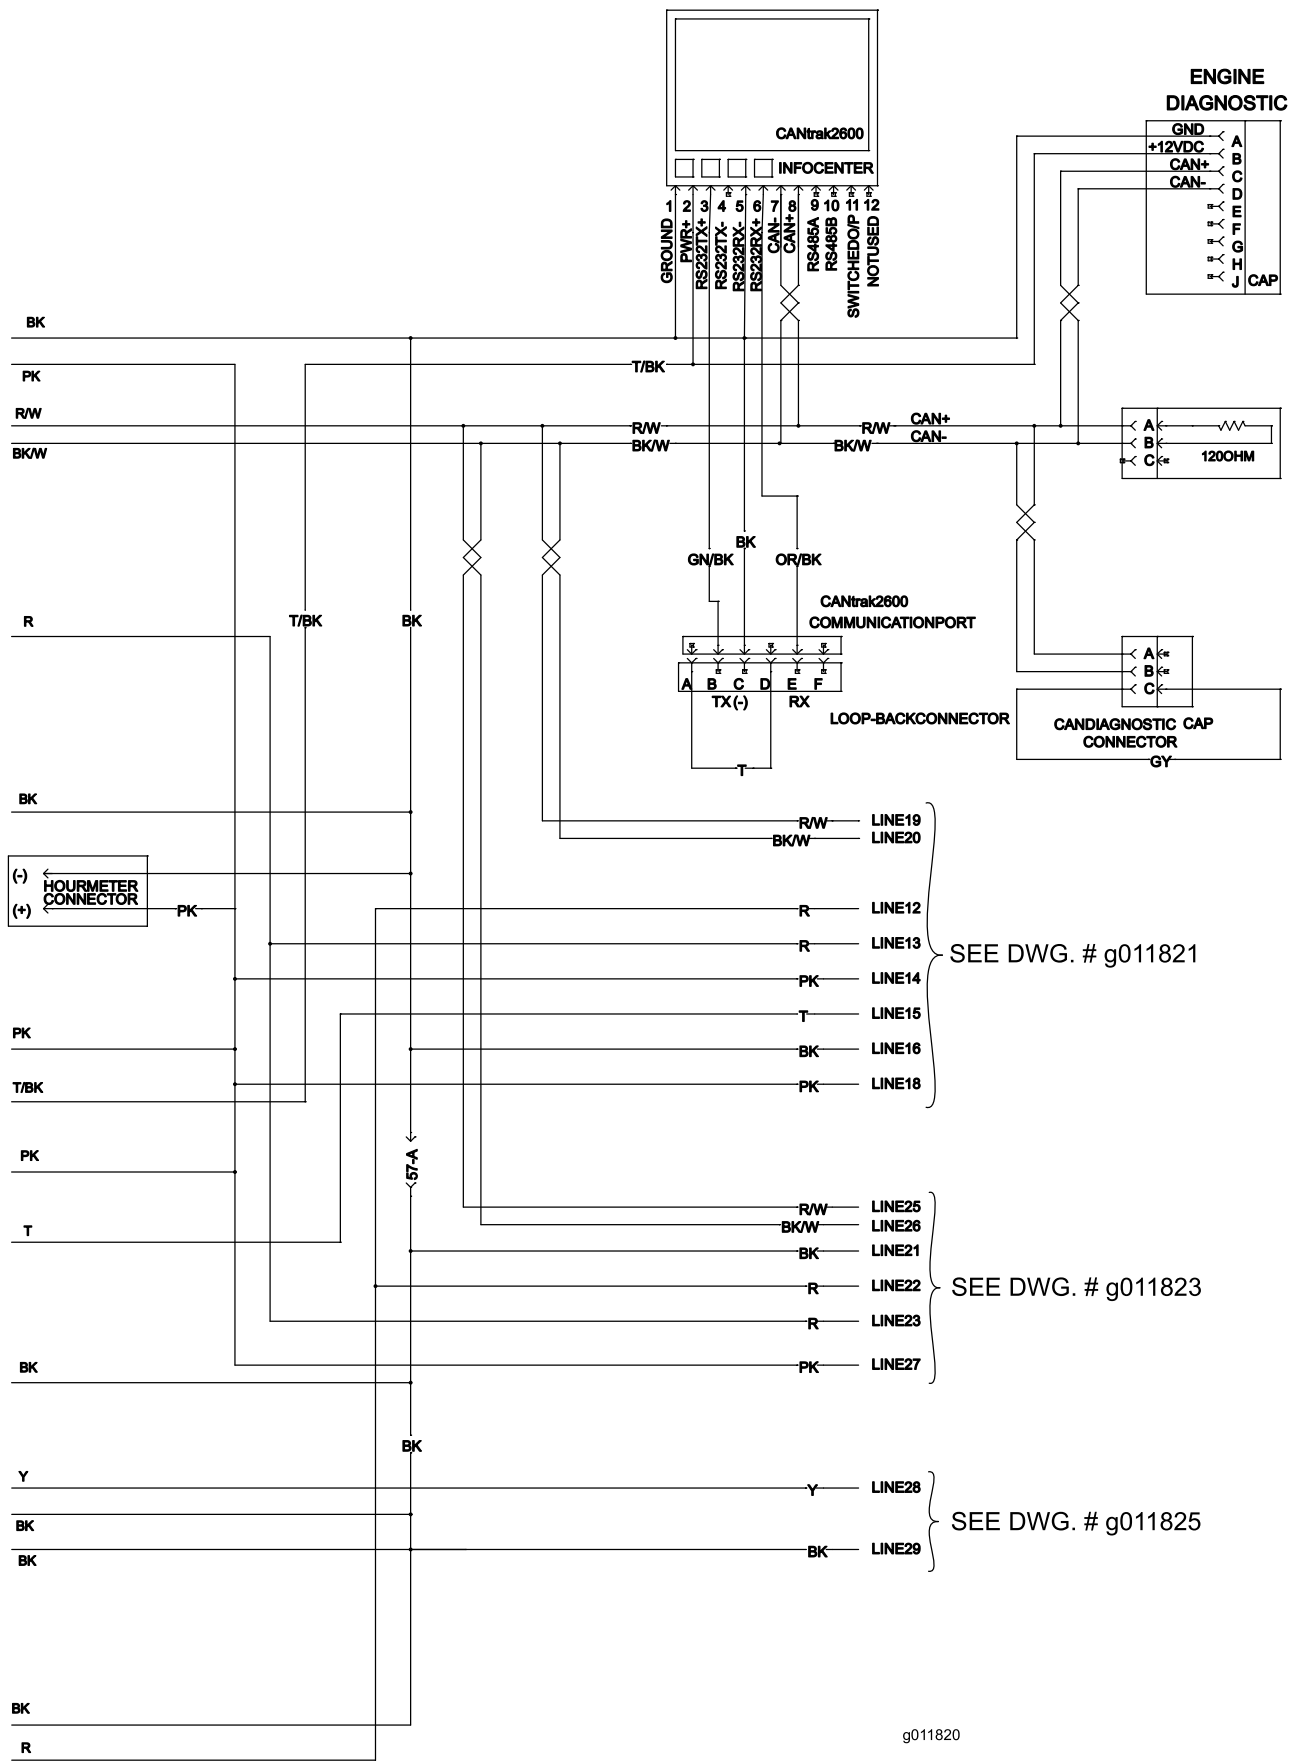 ENGINE
DIAGNOSTIC
CANtrak2600
INFOCENTER
GND
+12VDC
CAN+
CAN-
A
B
C
D
E
F
G
H
J
CAP
1 2 3 4 5 6 7 8 9 10 11 12
GROUND
PWR+
RS232TX+
RS232TX-
RS232RX-
RS232RX+
CAN-
CAN+
RS485A
RS485B
SWITCHEDO/P
NOTUSED
BK
PK
T/BK
R/W
R/W
R/W
CAN+
BK/W
BK/W
BK/W
CAN-
A
B
C
120OHM
GN/BK
BK
OR/BK
CANtrak2600
COMMUNICATIONPORT
R
T/BK
BK
A B C D E F
TX (-) RX
LOOP-BACKCONNECTOR
T
A
B
C
CANDIAGNOSTIC CAP
CONNECTOR
GY
BK
R/W LINE19
BK/W LINE20
(-)
HOURMETER
CONNECTOR
(+)
PK
R LINE12
R LINE13
SEE DWG. # g011821
PK LINE14
T LINE15
PK
BK LINE16
T/BK
PK LINE18
PK
57-A
R/W LINE25
BK/W LINE26
T
BK LINE21
R LINE22
SEE DWG. # g011823
R LINE23
BK
PK LINE27
BK
Y
Y LINE28
BK
SEE DWG. # g011825
BK
BK LINE29
BK
R
g011820